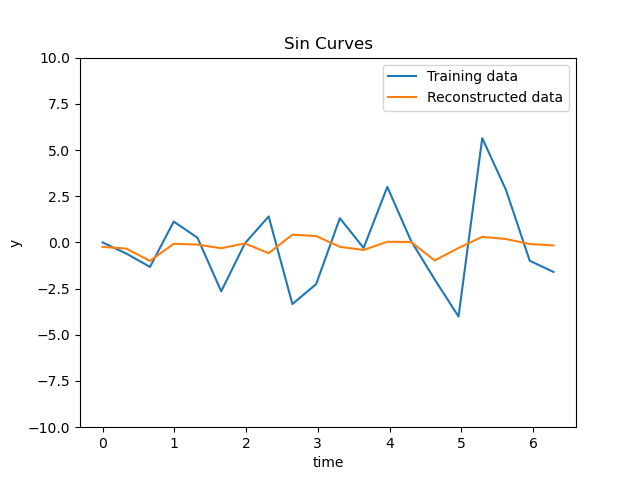 Sin Curves
Training data
Reconstructed data
10.0
7.5
5.0
2.5
0.0
−2.5
−5.0
−7.5
−10.0
y
0 1 2 3 4 5 6
time